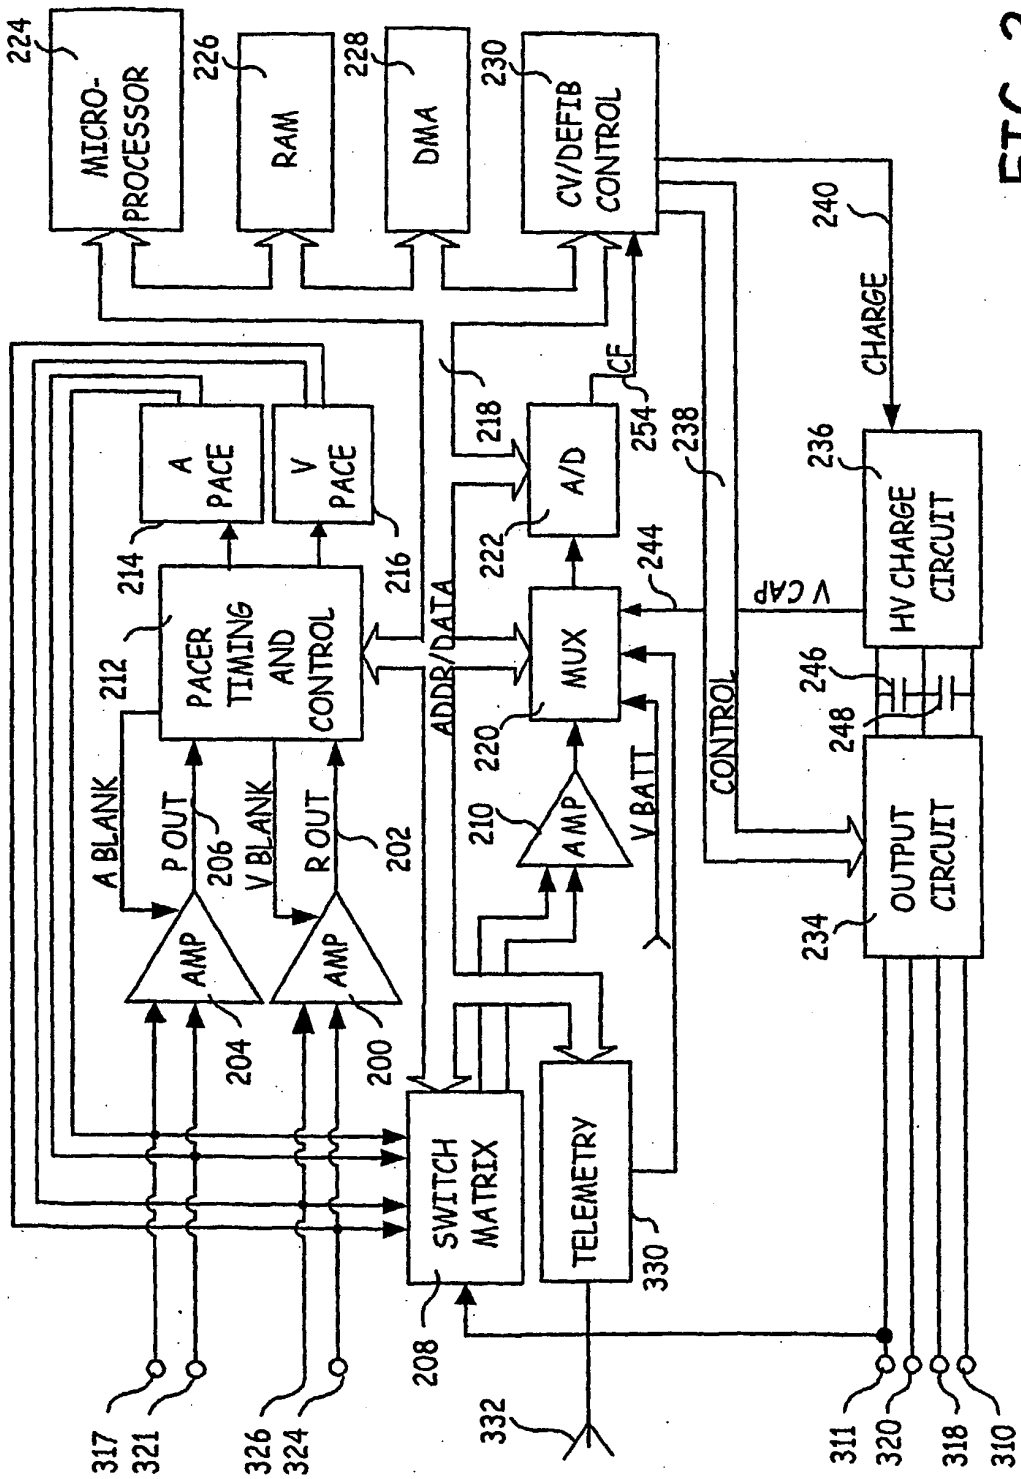 224
MICRO-
PROCESSOR
226
RAM
228
DMA
230
CV/DEFIB
CONTROL
240
CHARGE
A
PACE
214
V
PACE
216
218
CF
254
238
A/D
222
212
PACER
TIMING
AND
CONTROL
ADDR/DATA
MUX
220
244
V CAP
236
HV CHARGE
CIRCUIT
246
248
CONTROL
A BLANK
P OUT
206
V BLANK
R OUT
202
210
AMP
V BATT
234
OUTPUT
CIRCUIT
AMP
204
AMP
200
SWITCH
MATRIX
208
TELEMETRY
330
332
317
321
326
324
311
320
318
310